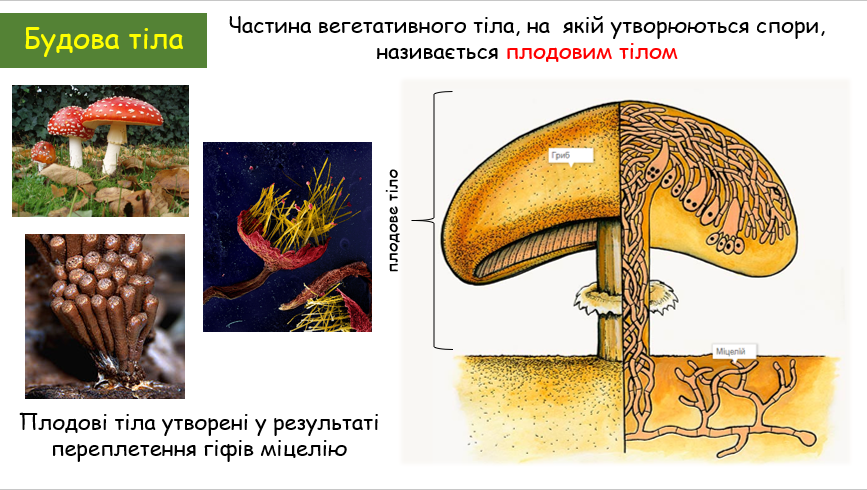 Будова тіла
Частина вегетативного тіла, на якій утворюються спори,
називається плодовим тілом
плодове тіло
Гриб
Міцелій
Плодові тіла утворені у результаті
переплетення гіфів міцелію